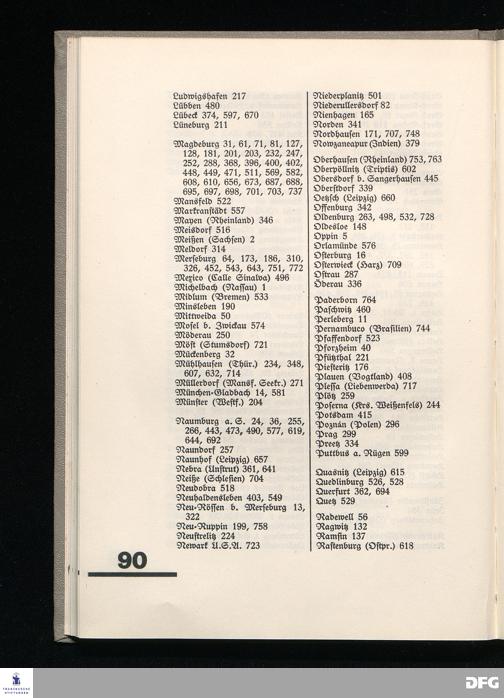 Ludwigshafen 217
Lübben 480
Lübeck 374, 597, 670
Lüneburg 211
Magdeburg 31, 61, 71, 81, 127,
128, 181, 201, 203, 232, 247,
252, 288, 368, 396, 400, 402,
448, 449, 471, 511, 569, 582,
608, 610, 656, 673, 687, 688,
695, 697, 698, 701, 703, 737
Mansfeld 522
Markranstädt 557
Mayen (Rheinland) 346
Meisdorf 516
Meißen (Sachsen) 2
Meldorf 314
Merseburg 64, 173, 186, 310,
326, 452, 543, 643, 751, 772
Mexico (Calle Sinaloa) 496
Michelbach (Nassau) 1
Midlum (Bremen) 533
Minsleben 190
Mittweida 50
Mosel b. Zwickau 574
Möderau 250
Möst (Stumsdorf) 721
Mückenberg 32
Mühlhausen (Thür.) 234, 348,
607, 632, 714
Müllerdorf (Mansf. Seekr.) 271
München-Gladbach 14, 581
Münster (Westf.) 204
Naumburg a. S. 24, 36, 255,
266, 443, 473, 490, 577, 619,
644, 692
Naundorf 257
Naunhof (Leipzig) 657
Nebra (Unstrut) 361, 641
Neiße (Schlesien) 704
Neudobra 518
Neuhaldensleben 403, 549
Neu-Rössen b. Merseburg 13,
322
Neu-Ruppin 199, 758
Neustrelitz 224
Newark U.S.A. 723
90
Niederplanitz 501
Niederullersdorf 82
Nienhagen 165
Norden 341
Nordhausen 171, 707, 748
Nowganeapur (Indien) 379
Oberhausen (Rheinland) 753, 763
Oberpöllnitz (Triptis) 602
Obersdorf b. Sangerhausen 445
Oberstdorf 339
Oetzsch (Leipzig) 660
Offenburg 342
Oldenburg 263, 498, 532, 728
Oldesloe 148
Oppin 5
Orlamünde 576
Osterburg 16
Osterwieck (Harz) 709
Ostrau 287
Öderau 336
Paderborn 764
Paschwitz 460
Perleberg 11
Pernambuco (Brasilien) 744
Pfaffendorf 523
Pforzheim 40
Pfützthal 221
Piesteritz 176
Plauen (Vogtland) 408
Plessa (Liebenwerda) 717
Plötz 259
Poserna (Krs. Weißenfels) 244
Potsdam 415
Poznán (Polen) 296
Prag 299
Preetz 334
Puttbus a. Rügen 599
Quasnitz (Leipzig) 615
Quedlinburg 526, 528
Querfurt 362, 694
Quetz 529
Radewell 56
Ragwitz 132
Ramsin 137
Rastenburg (Ostpr.) 618
FRANCKESCHE
STIFTUNGEN
DFG